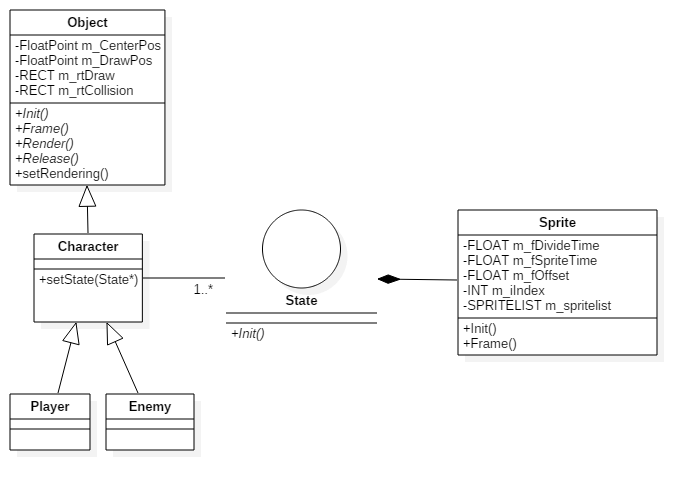 Object
-FloatPoint m_CenterPos
-FloatPoint m_DrawPos
-RECT m_rtDraw
-RECT m_rtCollision
+Init()
+Frame()
+Render()
+Release()
+setRendering()
Character
+setState(State*)
1..*
State
+Init()
Sprite
-FLOAT m_fDivideTime
-FLOAT m_fSpriteTime
-FLOAT m_fOffset
-INT m_iIndex
-SPRITELIST m_spritelist
+Init()
+Frame()
Player
Enemy